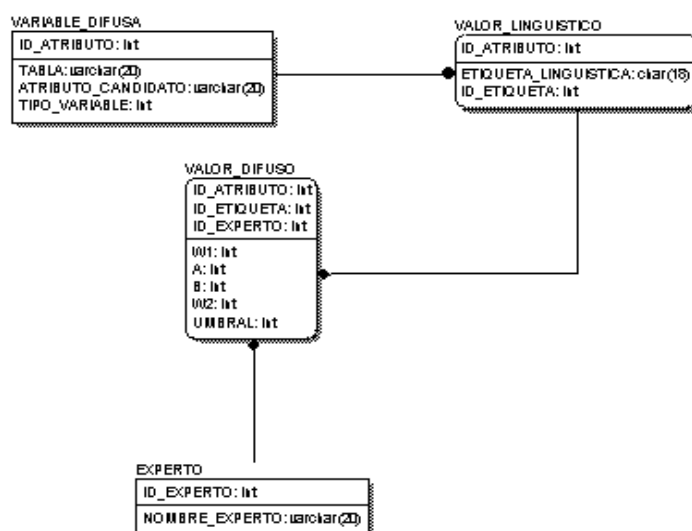 VARIABLE_DIFUSA
ID_ATRIBUTO: Int
TABLA: varchar(20)
ATRIBUTO_CANDIDATO: varchar(20)
TIPO_VARIABLE: Int
VALOR_LINGUISTICO
ID_ATRIBUTO: Int
ETIQUETA_LINGUISTICA: char(18)
ID_ETIQUETA: Int
VALOR_DIFUSO
ID_ATRIBUTO: Int
ID_ETIQUETA: Int
ID_EXPERTO: Int
W1: Int
A: Int
B: Int
W2: Int
UMBRAL: Int
EXPERTO
ID_EXPERTO: Int
NOMBRE_EXPERTO: varchar(20)